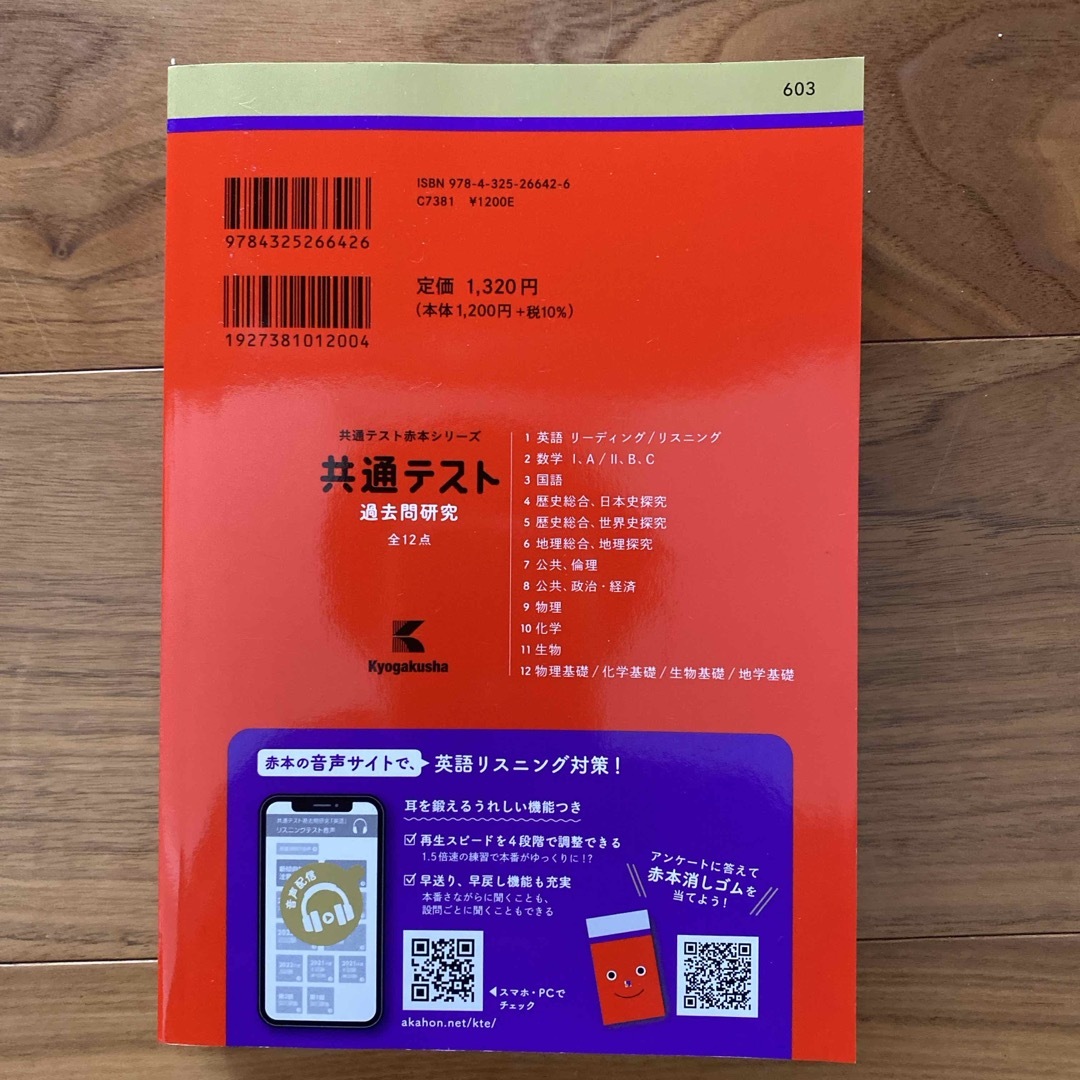 603
ISBN 978-4-325-26642-6
C7381 ¥1200E
9784325266426
定価 1,320円
(本体1,200円+税10%)
1927381012004
共通テスト赤本シリーズ
共通テスト
過去問研究
全12点
Kyogakusha
1 英語 リーディング/リスニング
2 数学 I、A/II、B、C
3 国語
4 歴史総合、日本史探究
5 歴史総合、世界史探究
6 地理総合、地理探究
7 公共、倫理
8 公共、政治・経済
9 物理
10 化学
11 生物
12 物理基礎/化学基礎/生物基礎/地学基礎
赤本の音声サイトで、英語リスニング対策!
耳を鍛えるうれしい機能つき
再生スピードを4段階で調整できる
1.5倍速の練習で本番がゆっくりに!?
早送り、早戻し機能も充実
本番さながらに聞くことも、
設問ごとに聞くこともできる
◀スマホ・PCで
チェック
akahon.net/kte/
アンケートに答えて
赤本消しゴムを
当てよう!
リスニングテスト音声
音声配信